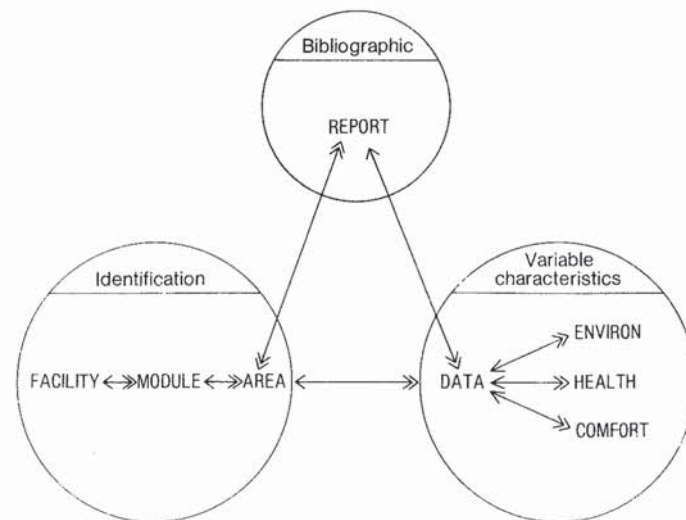 Bibliographic
REPORT
Identification
FACILITY MODULE AREA
Variable
characteristics
DATA
ENVIRON
HEALTH
COMFORT